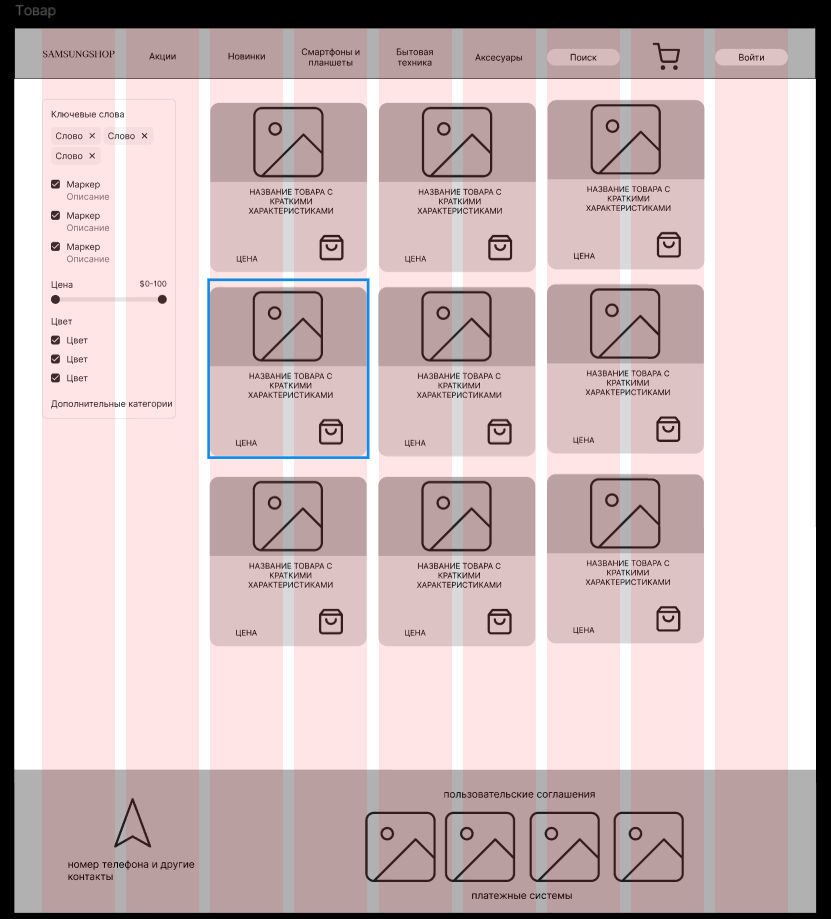 Товар
SAMSUNGSHOP
Акции
Новинки
Смартфоны и
планшеты
Бытовая
техника
Аксесуары
Поиск
Войти
Ключевые слова
Слово
Слово
Слово
Маркер
Описание
Маркер
Описание
Маркер
Описание
Цена $0-100
Цвет
Цвет
Цвет
Цвет
Дополнительные категории
НАЗВАНИЕ ТОВАРА С
КРАТКИМИ
ХАРАКТЕРИСТИКАМИ
ЦЕНА
НАЗВАНИЕ ТОВАРА С
КРАТКИМИ
ХАРАКТЕРИСТИКАМИ
ЦЕНА
НАЗВАНИЕ ТОВАРА С
КРАТКИМИ
ХАРАКТЕРИСТИКАМИ
ЦЕНА
НАЗВАНИЕ ТОВАРА С
КРАТКИМИ
ХАРАКТЕРИСТИКАМИ
ЦЕНА
НАЗВАНИЕ ТОВАРА С
КРАТКИМИ
ХАРАКТЕРИСТИКАМИ
ЦЕНА
НАЗВАНИЕ ТОВАРА С
КРАТКИМИ
ХАРАКТЕРИСТИКАМИ
ЦЕНА
НАЗВАНИЕ ТОВАРА С
КРАТКИМИ
ХАРАКТЕРИСТИКАМИ
ЦЕНА
НАЗВАНИЕ ТОВАРА С
КРАТКИМИ
ХАРАКТЕРИСТИКАМИ
ЦЕНА
НАЗВАНИЕ ТОВАРА С
КРАТКИМИ
ХАРАКТЕРИСТИКАМИ
ЦЕНА
номер телефона и другие
контакты
пользовательские соглашения
платежные системы